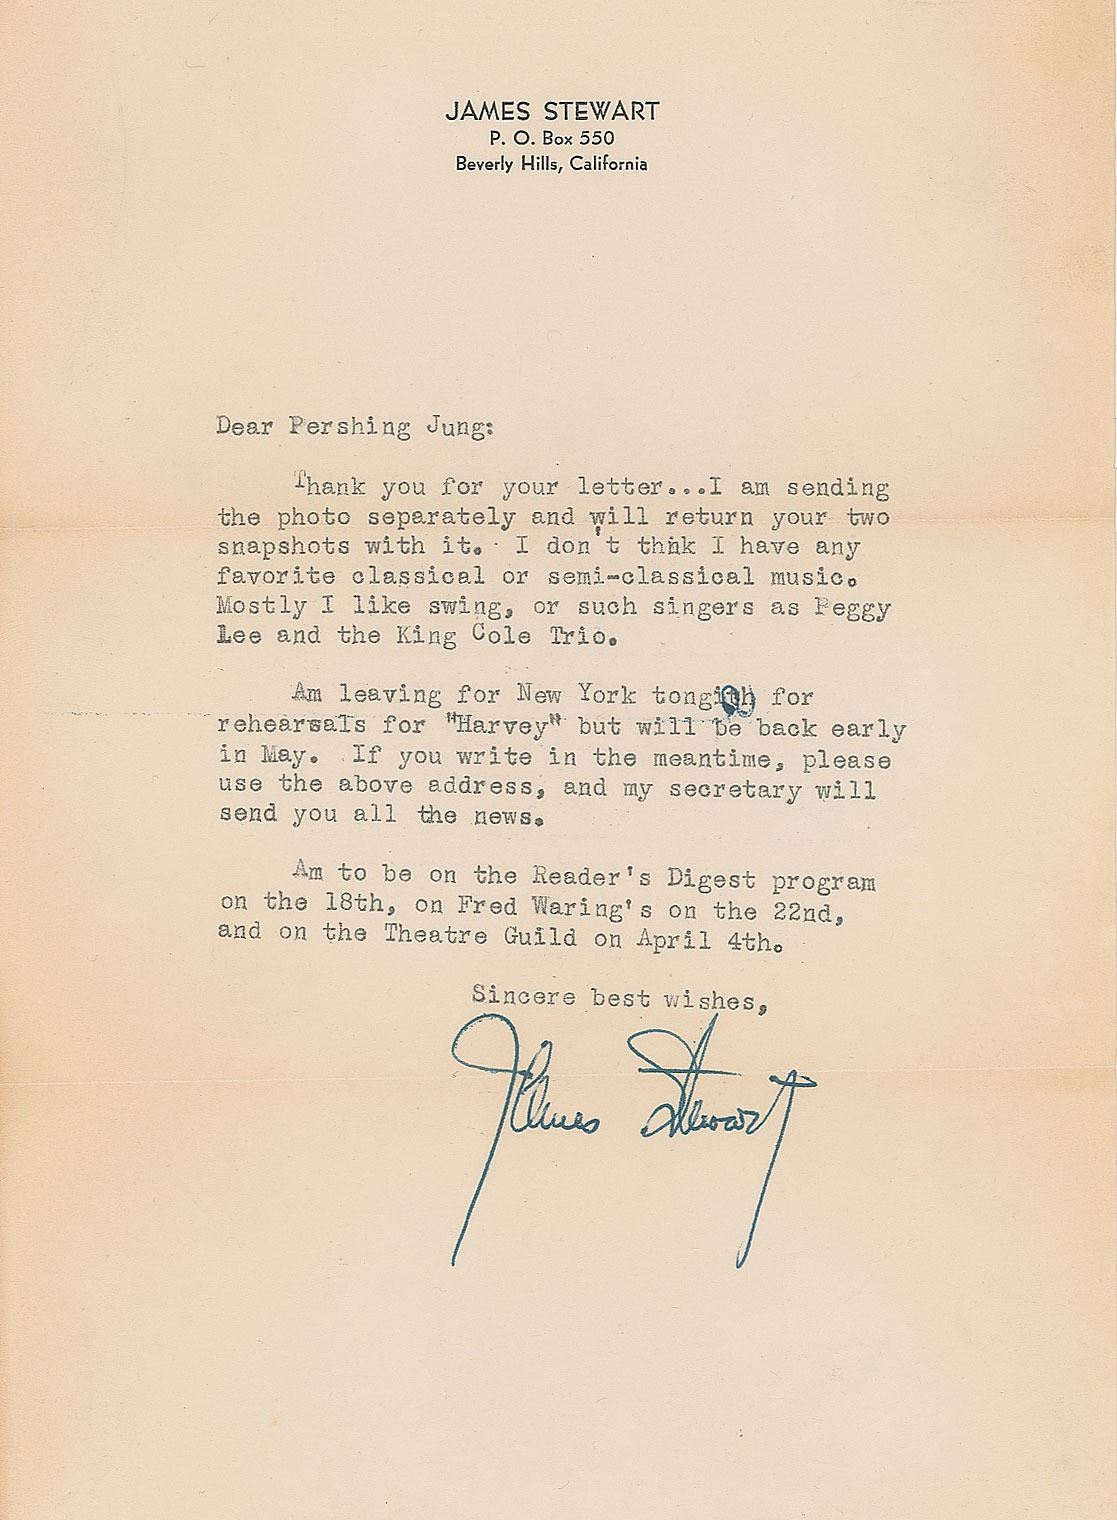 JAMES STEWART
P. O. Box 550
Beverly Hills, California
Dear Pershing Jung:
Thank you for your letter...I am sending
the photo separately and will return your two
snapshots with it. I don't thhk I have any
favorite classical or semi-classical music.
Mostly I like swing, or such singers as Peggy
Lee and the King Cole Trio.
Am leaving for New York tongith for
rehearsals for "Harvey" but will be back early
in May. If you write in the meantime, please
use the above address, and my secretary will
send you all the news.
Am to be on the Reader's Digest program
on the 18th, on Fred Waring's on the 22nd,
and on the Theatre Guild on April 4th.
Sincere best wishes,
James Stewart